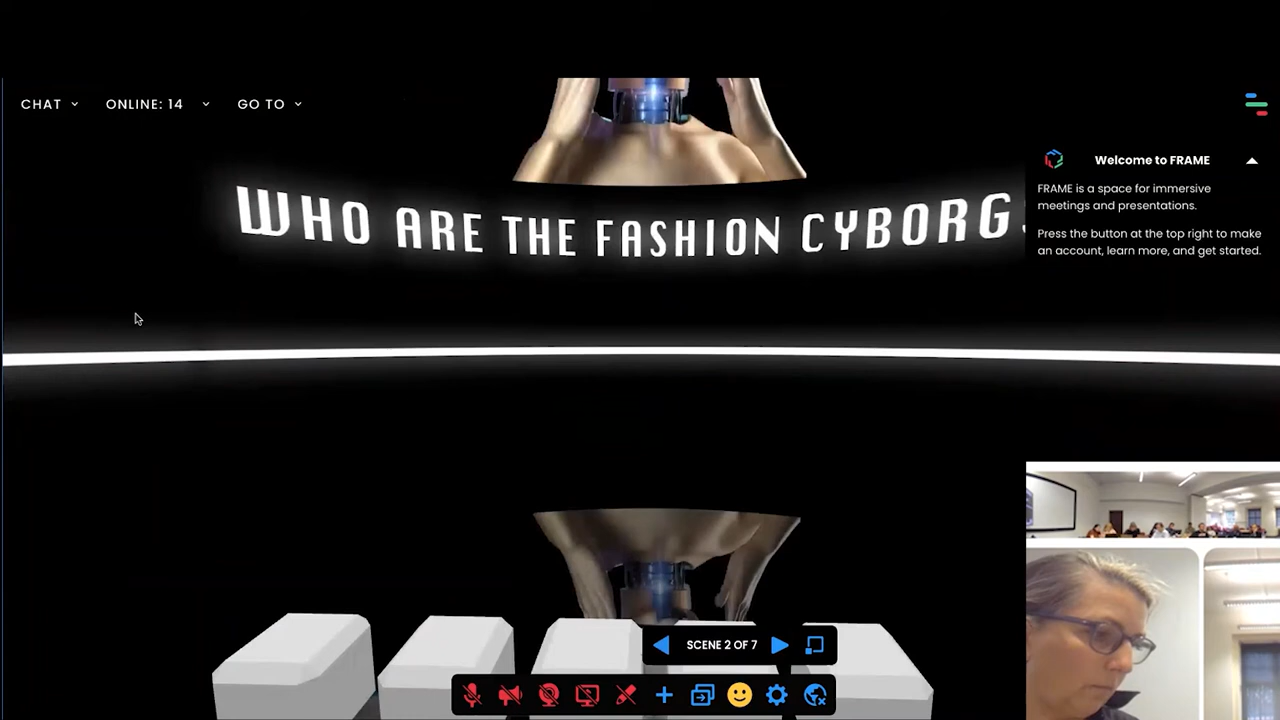 CHAT
ONLINE: 14
GO TO
Welcome to FRAME
FRAME is a space for immersive
meetings and presentations.
Press the button at the top right to make
an account, learn more, and get started.
WHO ARE THE FASHION CYBORG
SCENE 2 OF 7